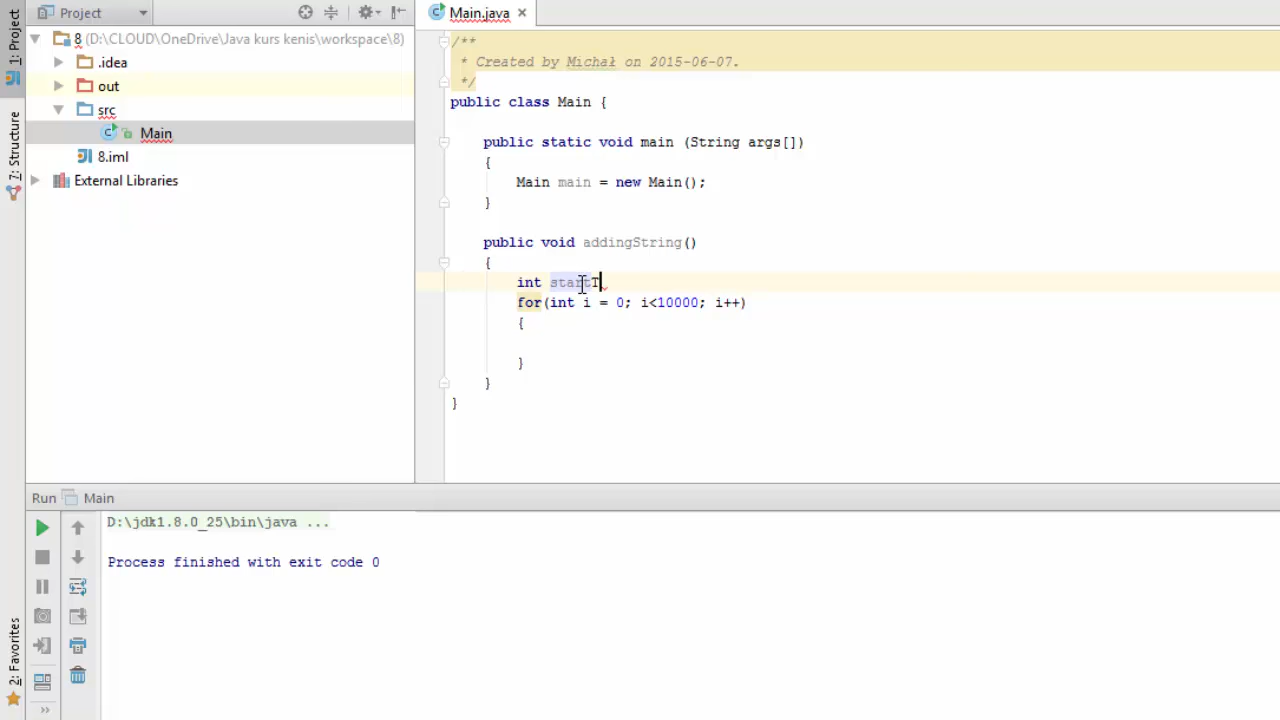 Project
Main.java
1: Project
8 (D:\CLOUD\OneDrive\Java kurs kenis\workspace\8)
.idea
out
src
Main
8.iml
External Libraries
7: Structure
/**
* Created by Michał on 2015-06-07.
*/
public class Main {
public static void main (String args[])
{
Main main = new Main();
}
public void addingString()
{
int startT
for(int i = 0; i<10000; i++)
{
}
}
}
Run Main
D:\jdk1.8.0_25\bin\java ...
Process finished with exit code 0
2: Favorites